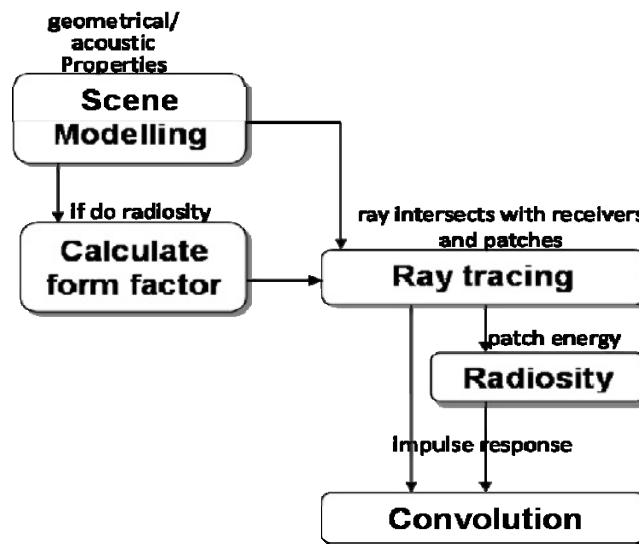 geometrical/
acoustic
Properties
Scene
Modelling
if do radiosity
Calculate
form factor
ray intersects with receivers
and patches
Ray tracing
patch energy
Radiosity
impulse response
Convolution